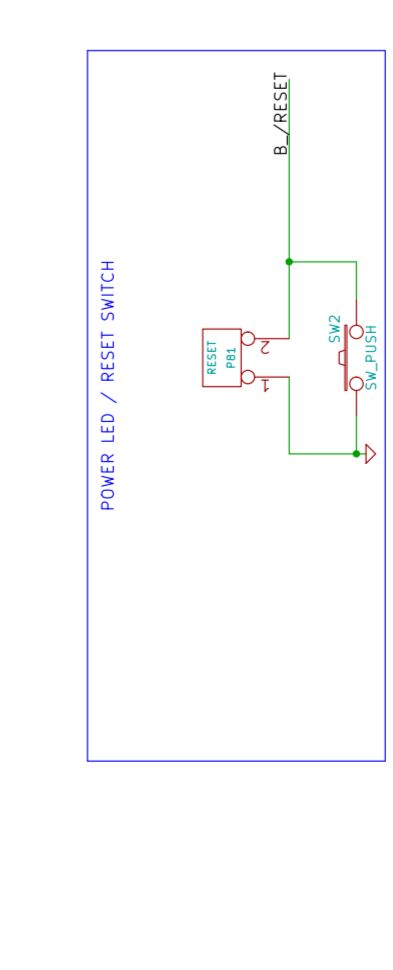 POWER LED / RESET SWITCH
B_/RESET
RESET
P81
2
1
SW2
SW_PUSH